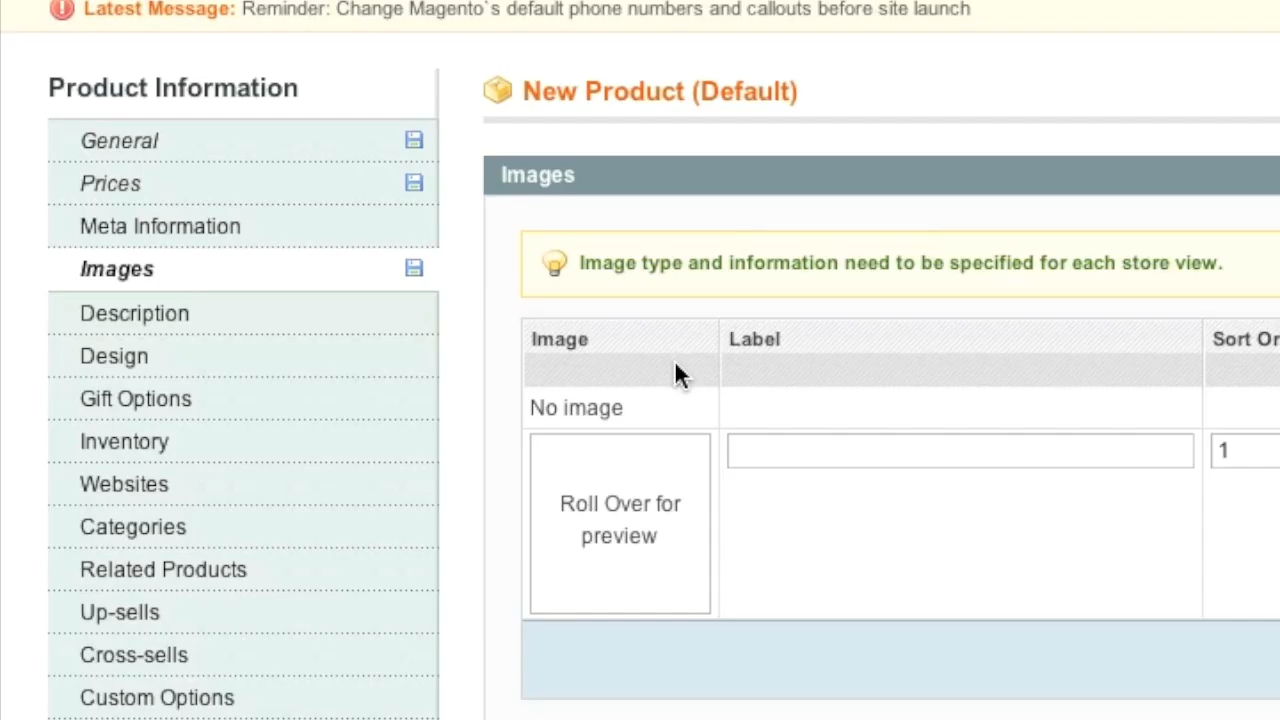 Latest Message: Reminder: Change Magento`s default phone numbers and callouts before site launch
Product Information
General
Prices
Meta Information
Images
Description
Design
Gift Options
Inventory
Websites
Categories
Related Products
Up-sells
Cross-sells
Custom Options
New Product (Default)
Images
Image type and information need to be specified for each store view.
Image Label Sort Or
No image
Roll Over for
preview
1